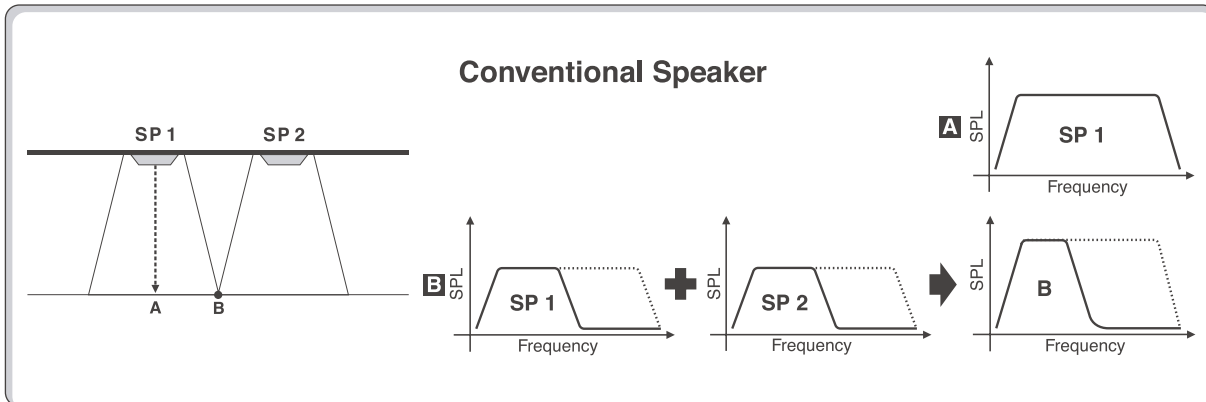 Conventional Speaker
SP 1
SP 2
A
B
A
SPL
SP 1
Frequency
B
SPL
SP 1
Frequency
SPL
SP 2
Frequency
SPL
B
Frequency